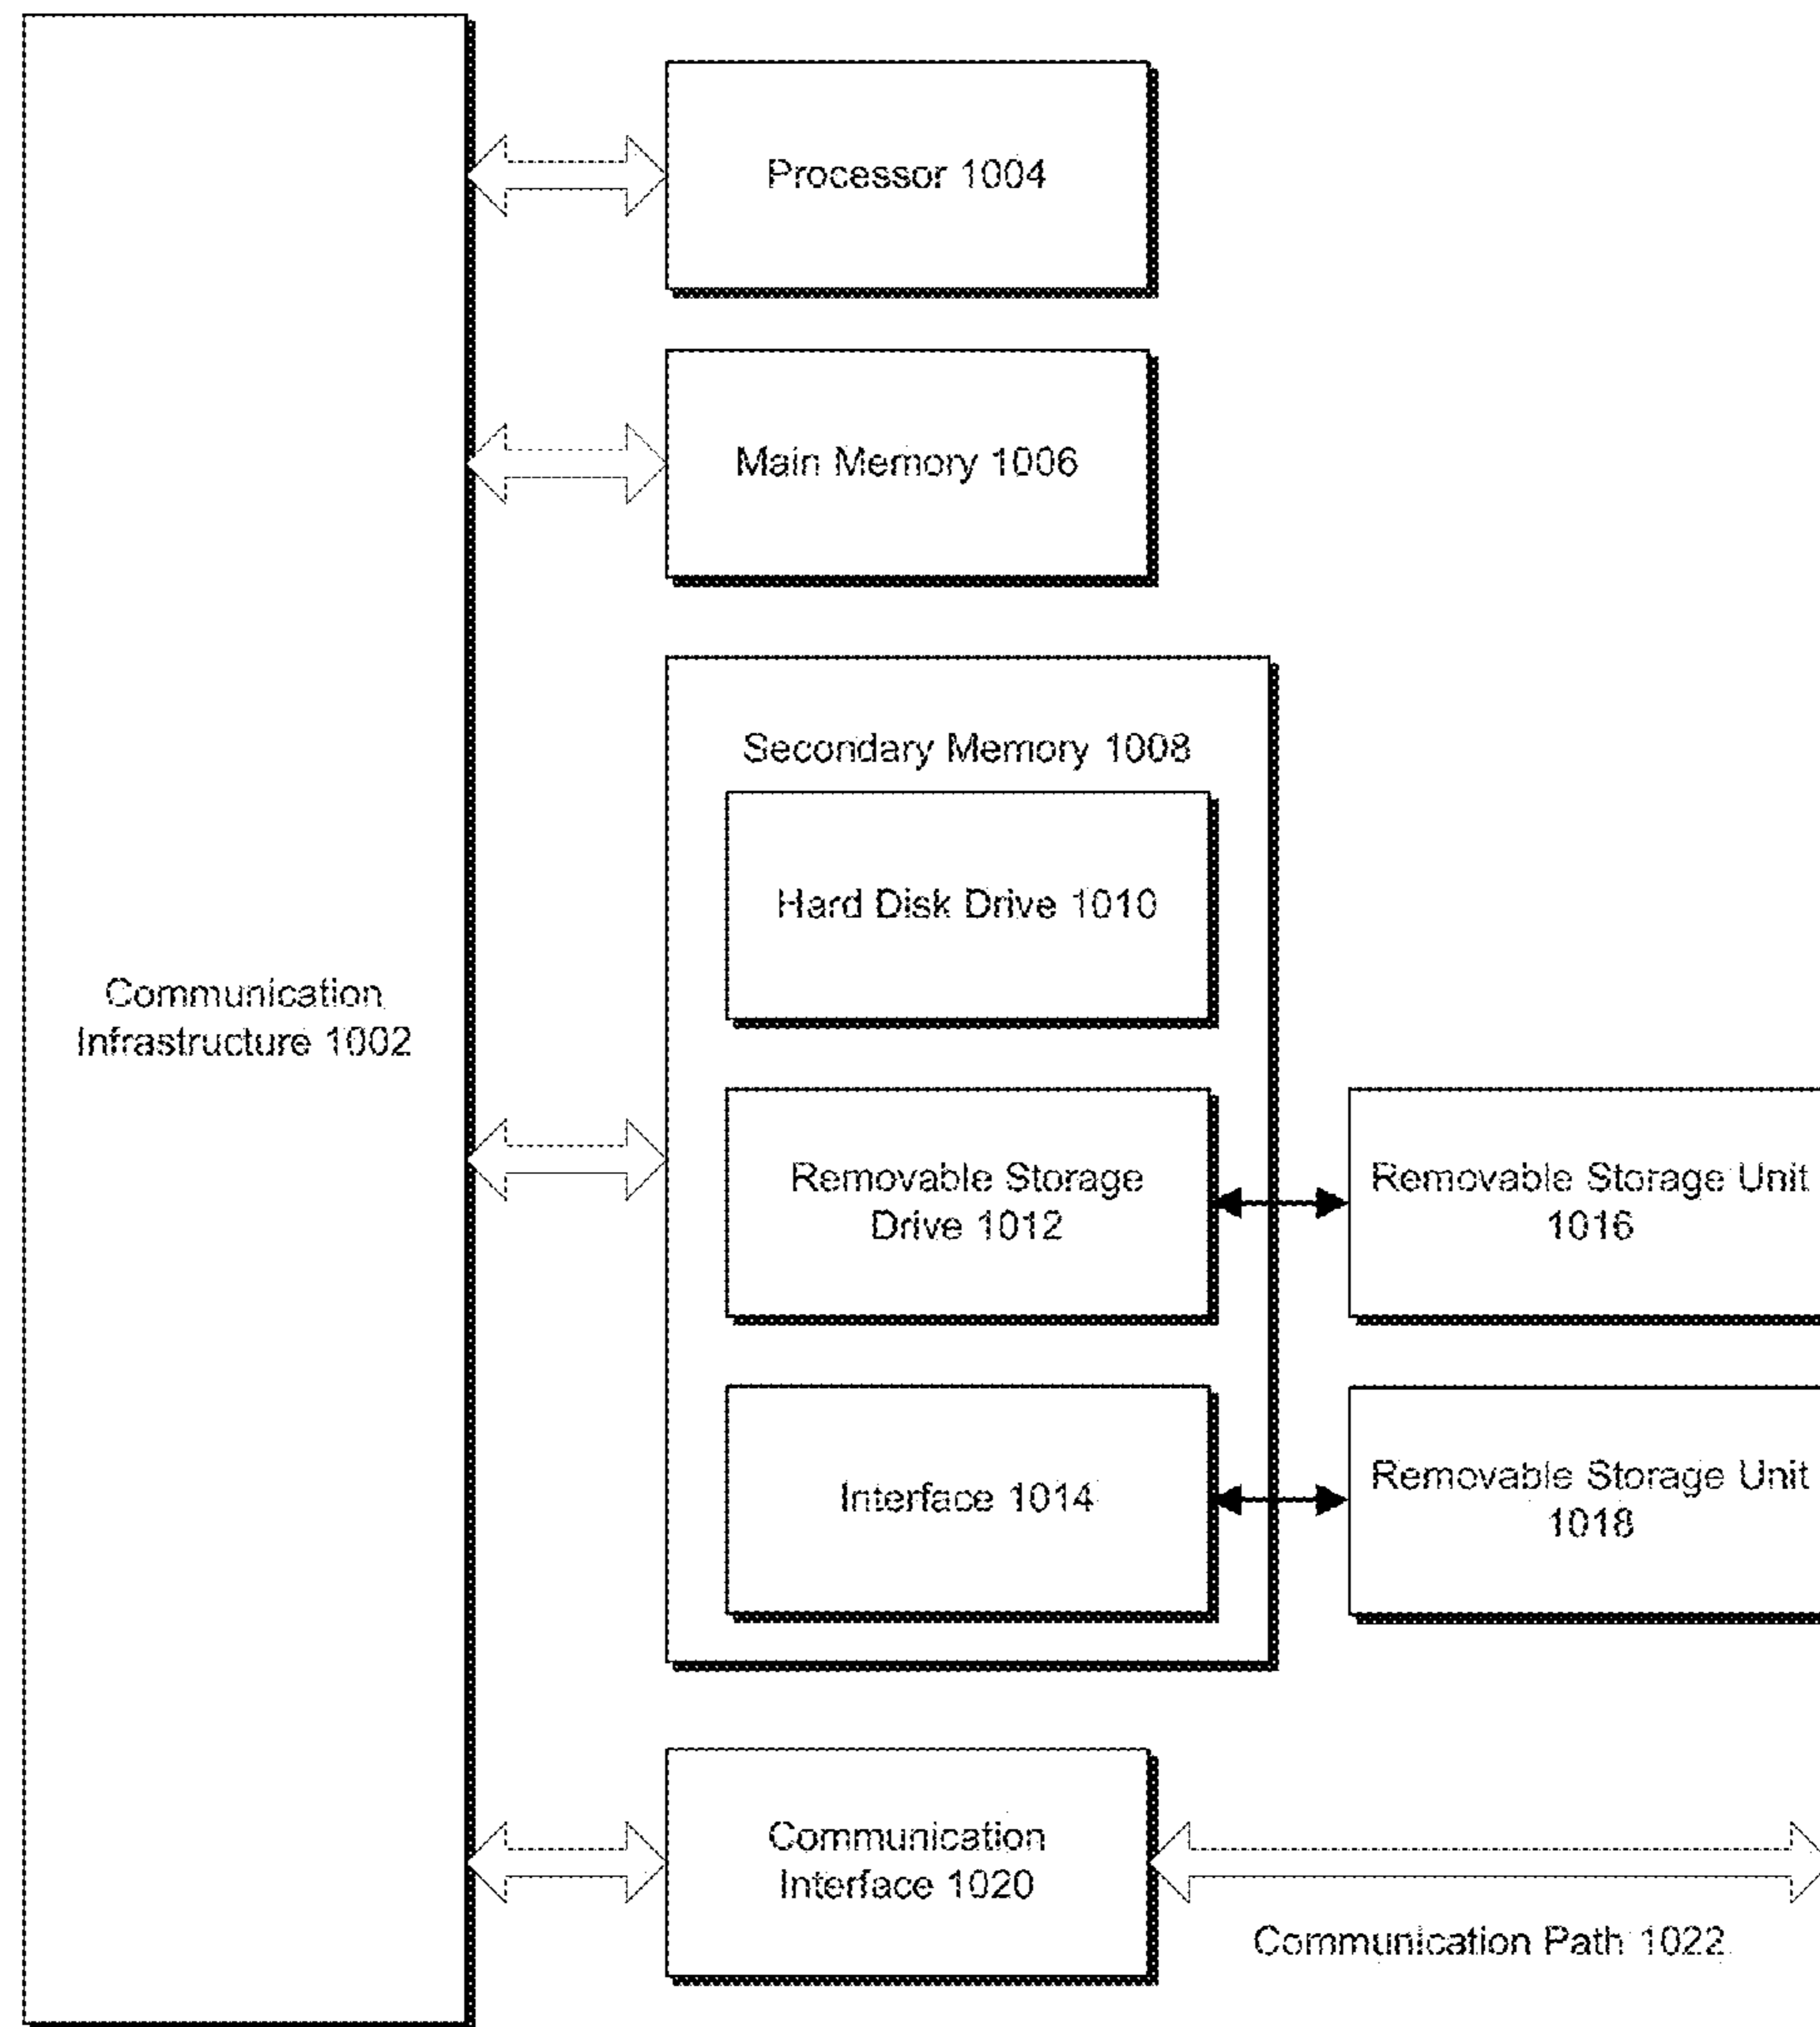 Processor 1004
Main Memory 1006
Secondary Memory 1008
Hard Disk Drive 1010
Communication
Infrastructure 1002
Removable Storage
Drive 1012
Removable Storage Unit
1016
Interface 1014
Removable Storage Unit
1018
Communication
Interface 1020
Communication Path 1022